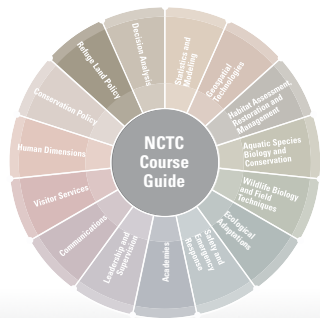 NCTC
Course
Guide
Decision Analysis
Statistics and
Modeling
Geospatial
Technologies
Habitat Assessment,
Restoration and
Management
Aquatic Species
Biology and
Conservation
Wildlife Biology
and Field
Techniques
Ecological
Adaptations
Safety and
Emergency
Response
Academies
Leadership and
Supervision
Communications
Visitor Services
Human Dimensions
Conservation Policy
Refuge Land Policy